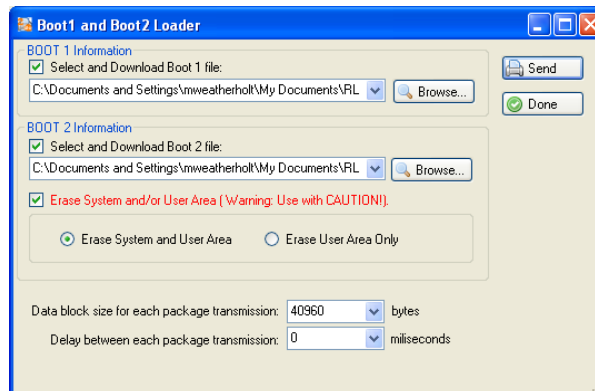 Boot1 and Boot2 Loader
BOOT 1 Information
Select and Download Boot 1 file:
C:\Documents and Settings\mweatherholt\My Documents\RL
Browse...
Send
Done
BOOT 2 Information
Select and Download Boot 2 file:
C:\Documents and Settings\mweatherholt\My Documents\RL
Browse...
Erase System and/or User Area ( Warning: Use with CAUTION!).
Erase System and User Area
Erase User Area Only
Data block size for each package transmission: 40960 bytes
Delay between each package transmission: 0 miliseconds